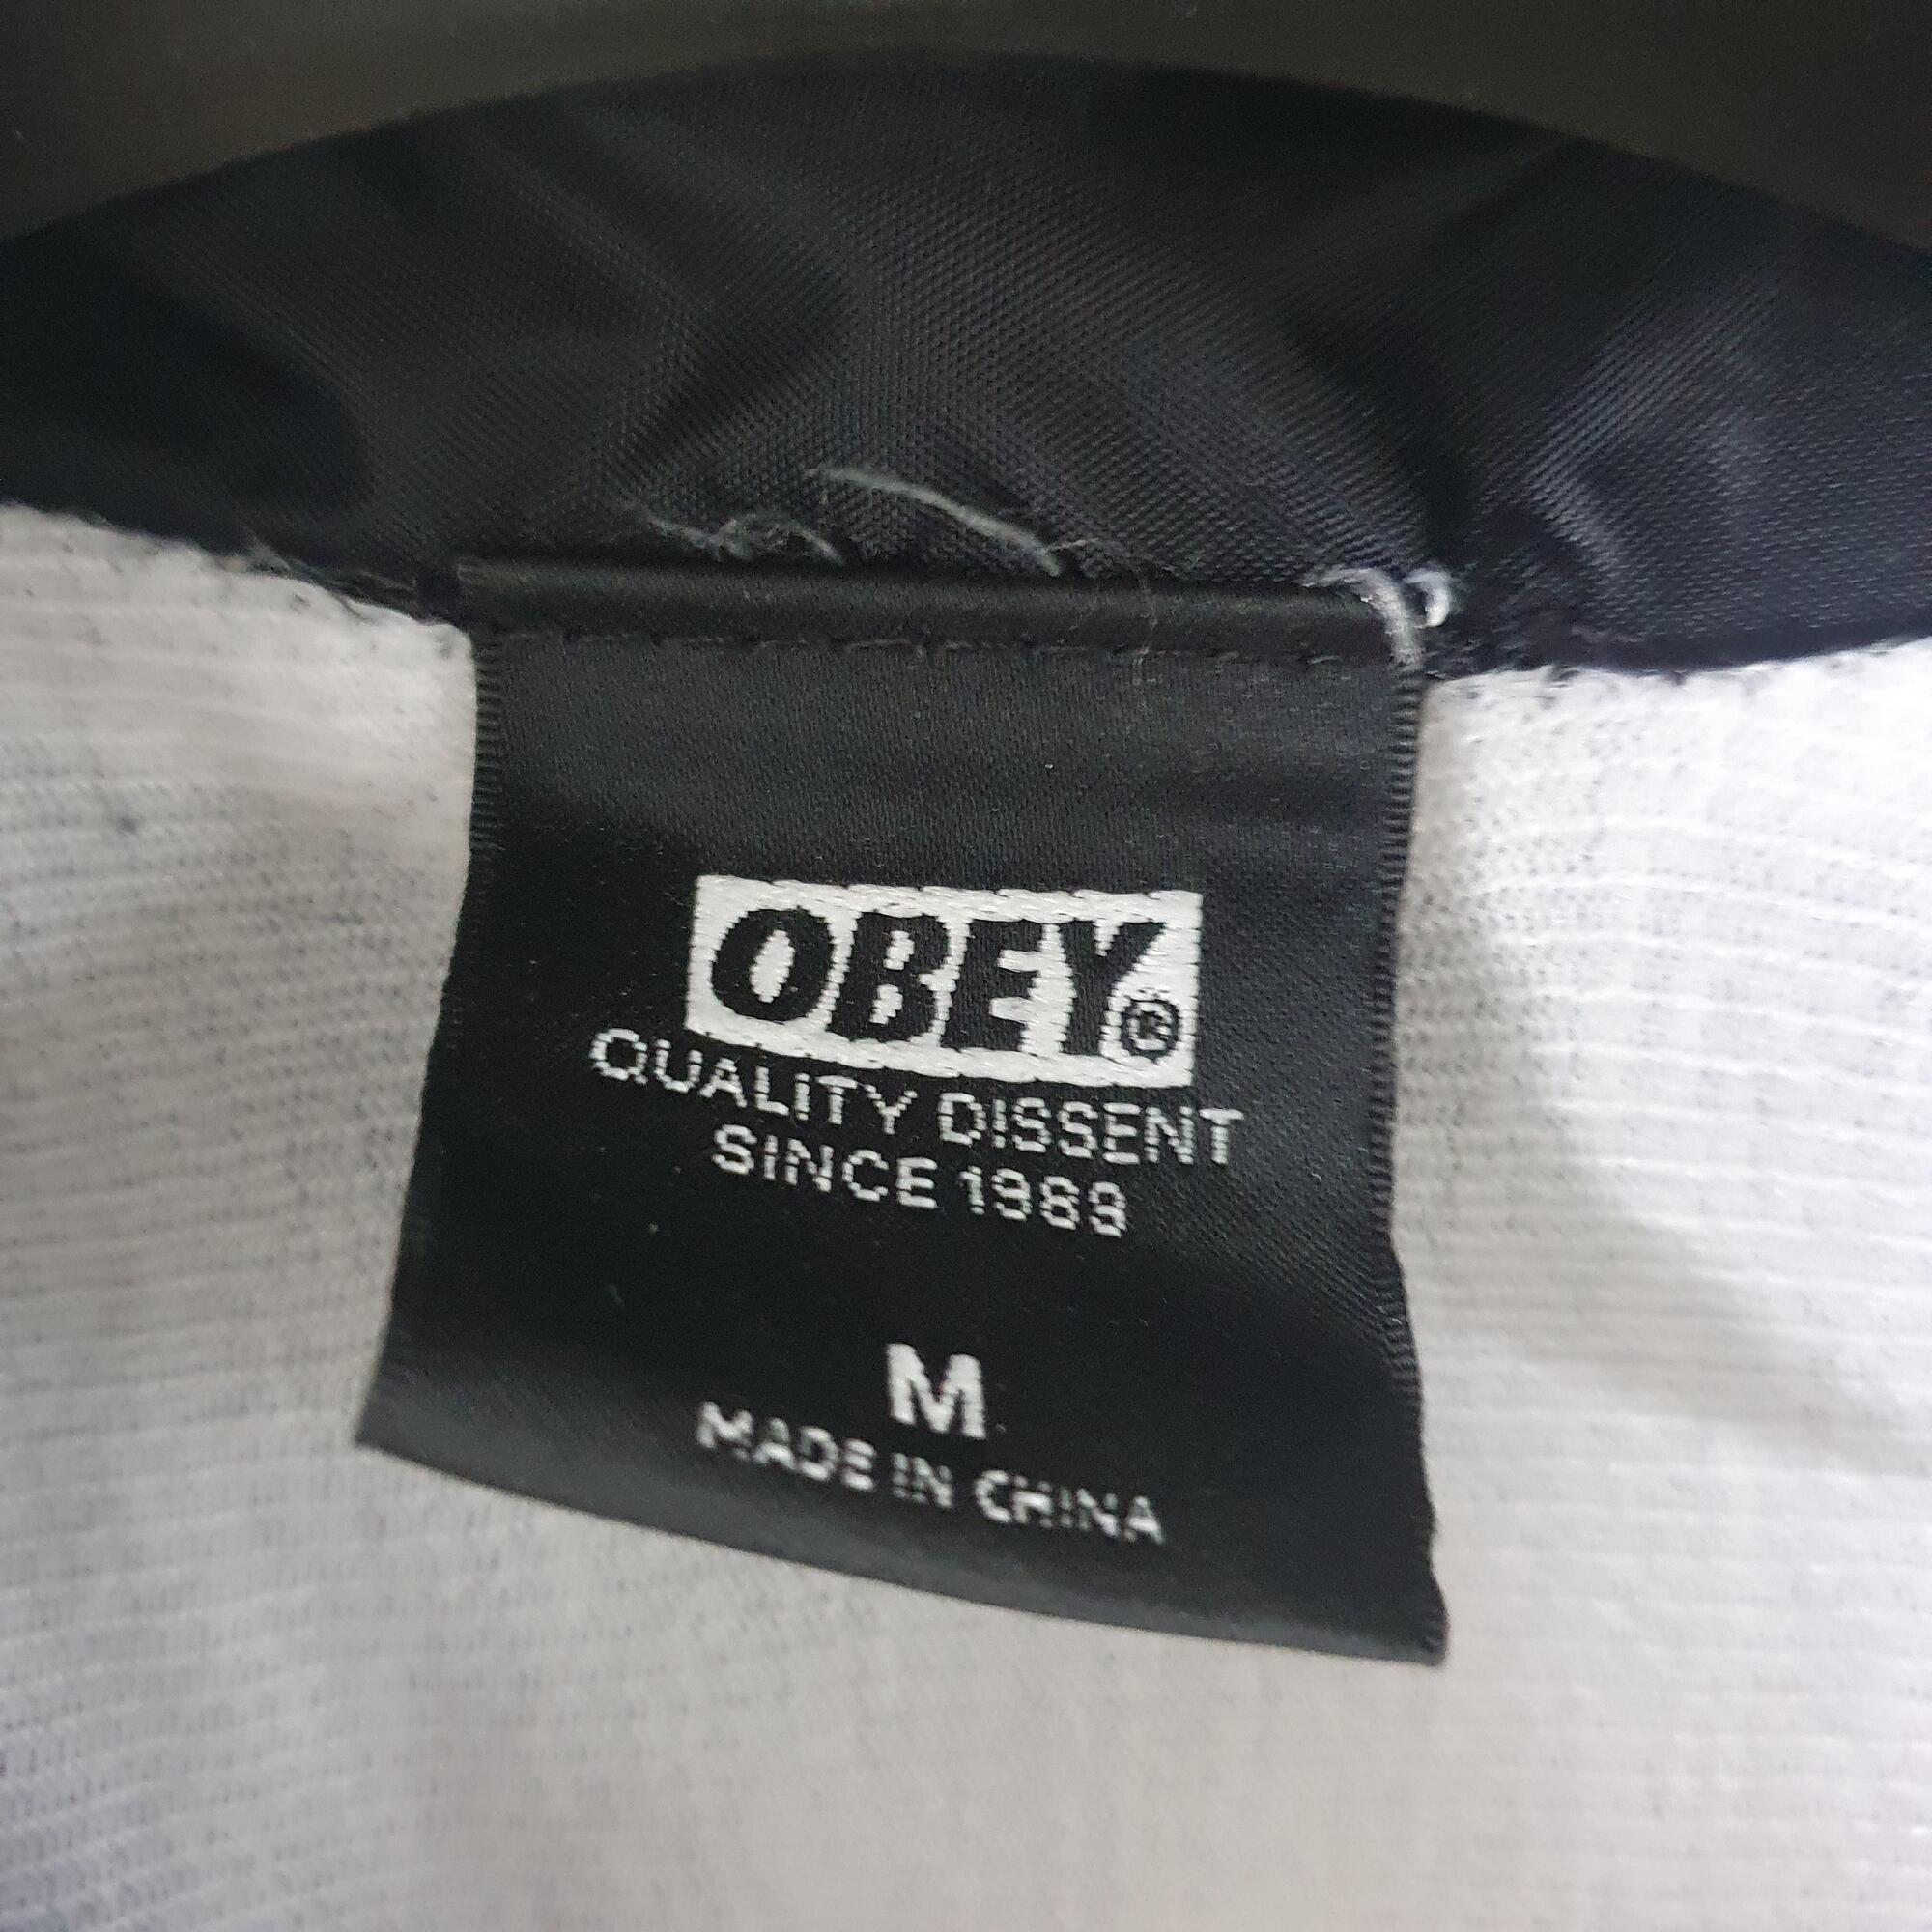 OBEY®
QUALITY DISSENT
SINCE 1989
M
MADE IN CHINA